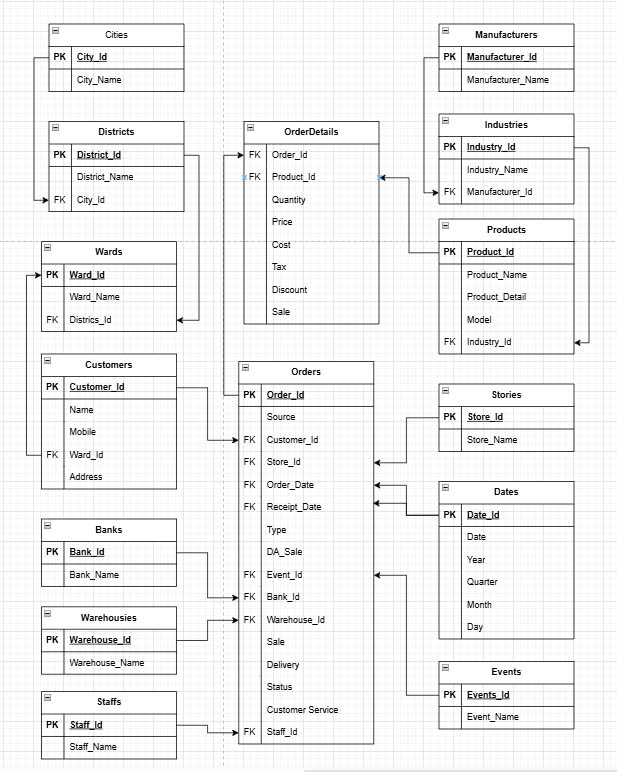 Cities
PK City_Id
City_Name
Districts
PK District_Id
District_Name
FK City_Id
Wards
PK Ward_Id
Ward_Name
FK Districs_Id
Customers
PK Customer_Id
Name
Mobile
FK Ward_Id
Address
Banks
PK Bank_Id
Bank_Name
Warehousies
PK Warehouse_Id
Warehouse_Name
Staffs
PK Staff_Id
Staff_Name
OrderDetails
FK Order_Id
FK Product_Id
Quantity
Price
Cost
Tax
Discount
Sale
Orders
PK Order_Id
Source
FK Customer_Id
FK Store_Id
FK Order_Date
FK Receipt_Date
Type
DA_Sale
FK Event_Id
FK Bank_Id
FK Warehouse_Id
Sale
Delivery
Status
Customer Service
FK Staff_Id
Manufacturers
PK Manufacturer_Id
Manufacturer_Name
Industries
PK Industry_Id
Industry_Name
FK Manufacturer_Id
Products
PK Product_Id
Product_Name
Product_Detail
Model
FK Industry_Id
Stories
PK Store_Id
Store_Name
Dates
PK Date_Id
Date
Year
Quarter
Month
Day
Events
PK Events_Id
Event_Name